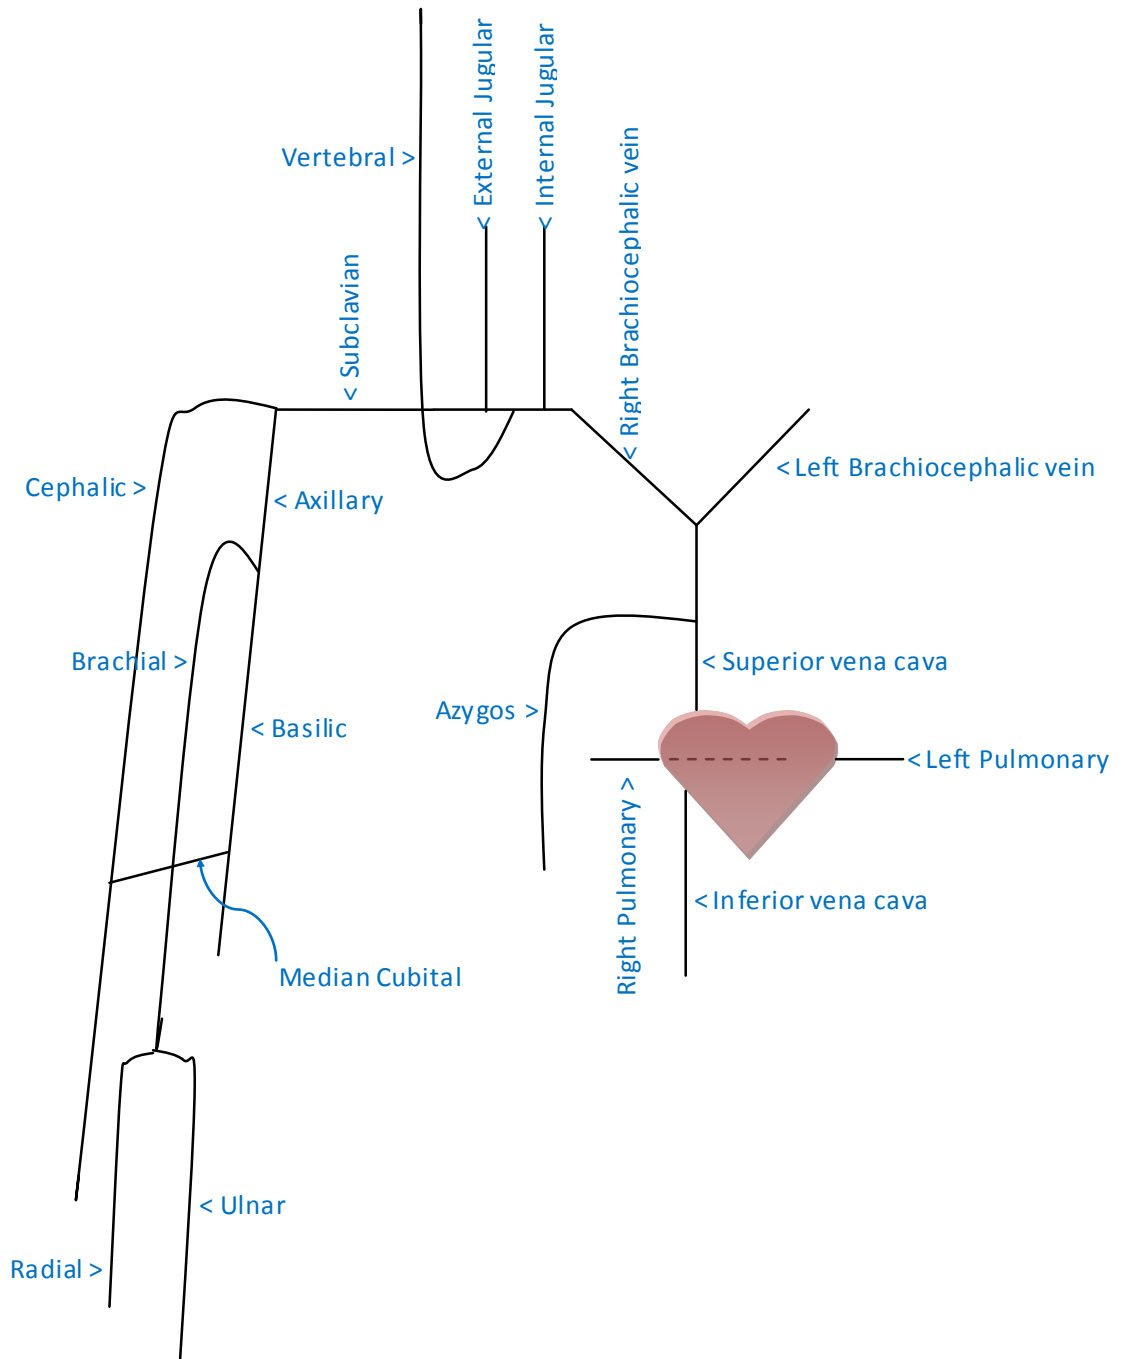 < External Jugular
< Internal Jugular
Vertebral >
< Right Brachiocephalic vein
< Subclavian
< Left Brachiocephalic vein
Cephalic >
< Axillary
Brachial >
< Superior vena cava
Azygos >
< Basilic
< Left Pulmonary
Right Pulmonary >
< Inferior vena cava
Median Cubital
< Ulnar
Radial >